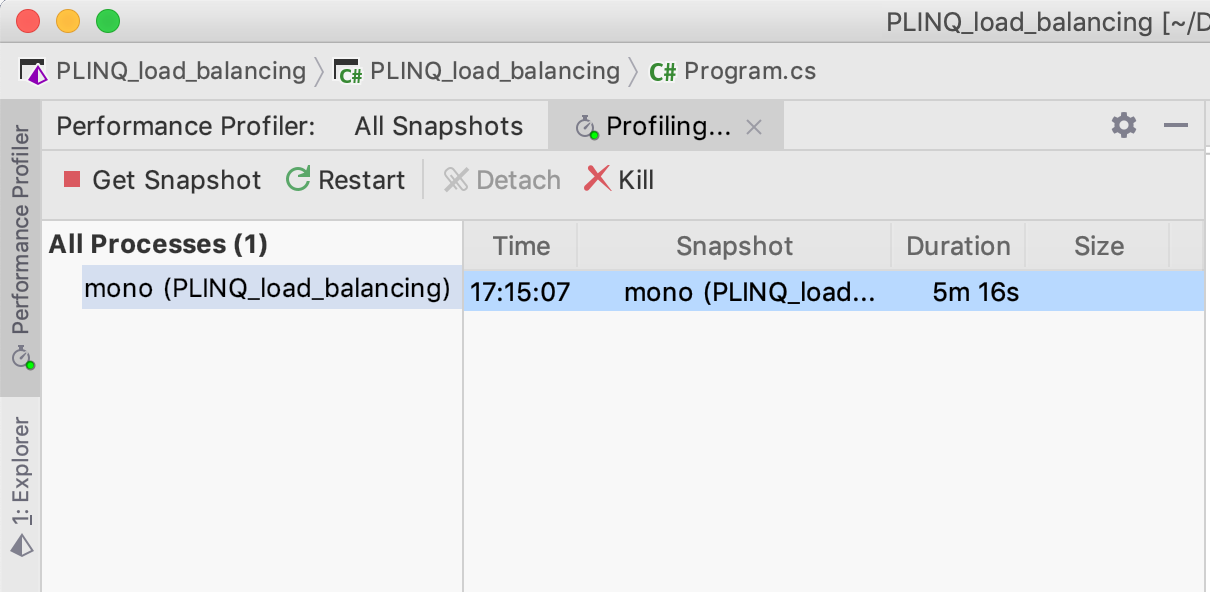 PLINQ_load_balancing [~/D
PLINQ_load_balancing PLINQ_load_balancing C# Program.cs
Performance Profiler: All Snapshots Profiling...
Get Snapshot Restart Detach Kill
All Processes (1)
mono (PLINQ_load_balancing)
Time Snapshot Duration Size
17:15:07 mono (PLINQ_load... 5m 16s
Performance Profiler
1: Explorer